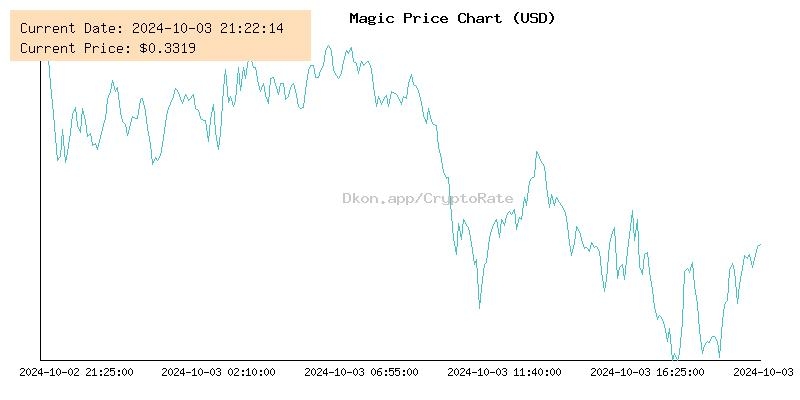 Magic Price Chart (USD)
Current Date: 2024-10-03 21:22:14
Current Price: $0.3319
Dkon.app/CryptoRate
2024-10-02 21:25:00 2024-10-03 02:10:00 2024-10-03 06:55:00 2024-10-03 11:40:00 2024-10-03 16:25:00 2024-10-03